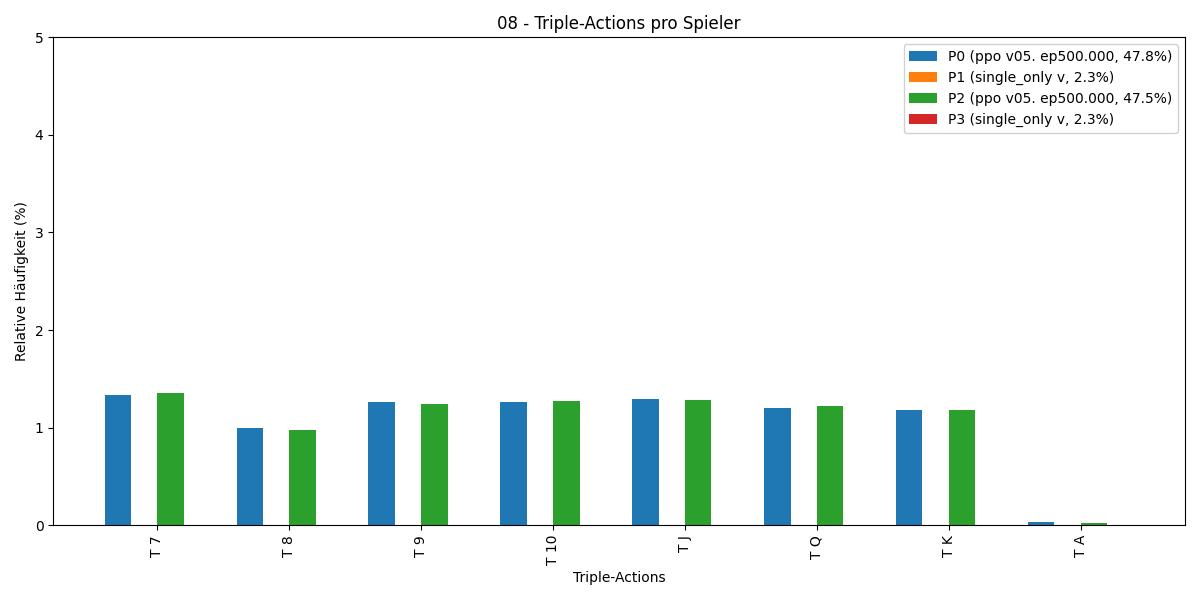 08 - Triple-Actions pro Spieler
P0 (ppo v05. ep500.000, 47.8%)
P1 (single_only v, 2.3%)
P2 (ppo v05. ep500.000, 47.5%)
P3 (single_only v, 2.3%)
Relative Häufigkeit (%)
5
4
3
2
1
0
T 7
T 8
T 9
T 10
T J
T Q
T K
T A
Triple-Actions